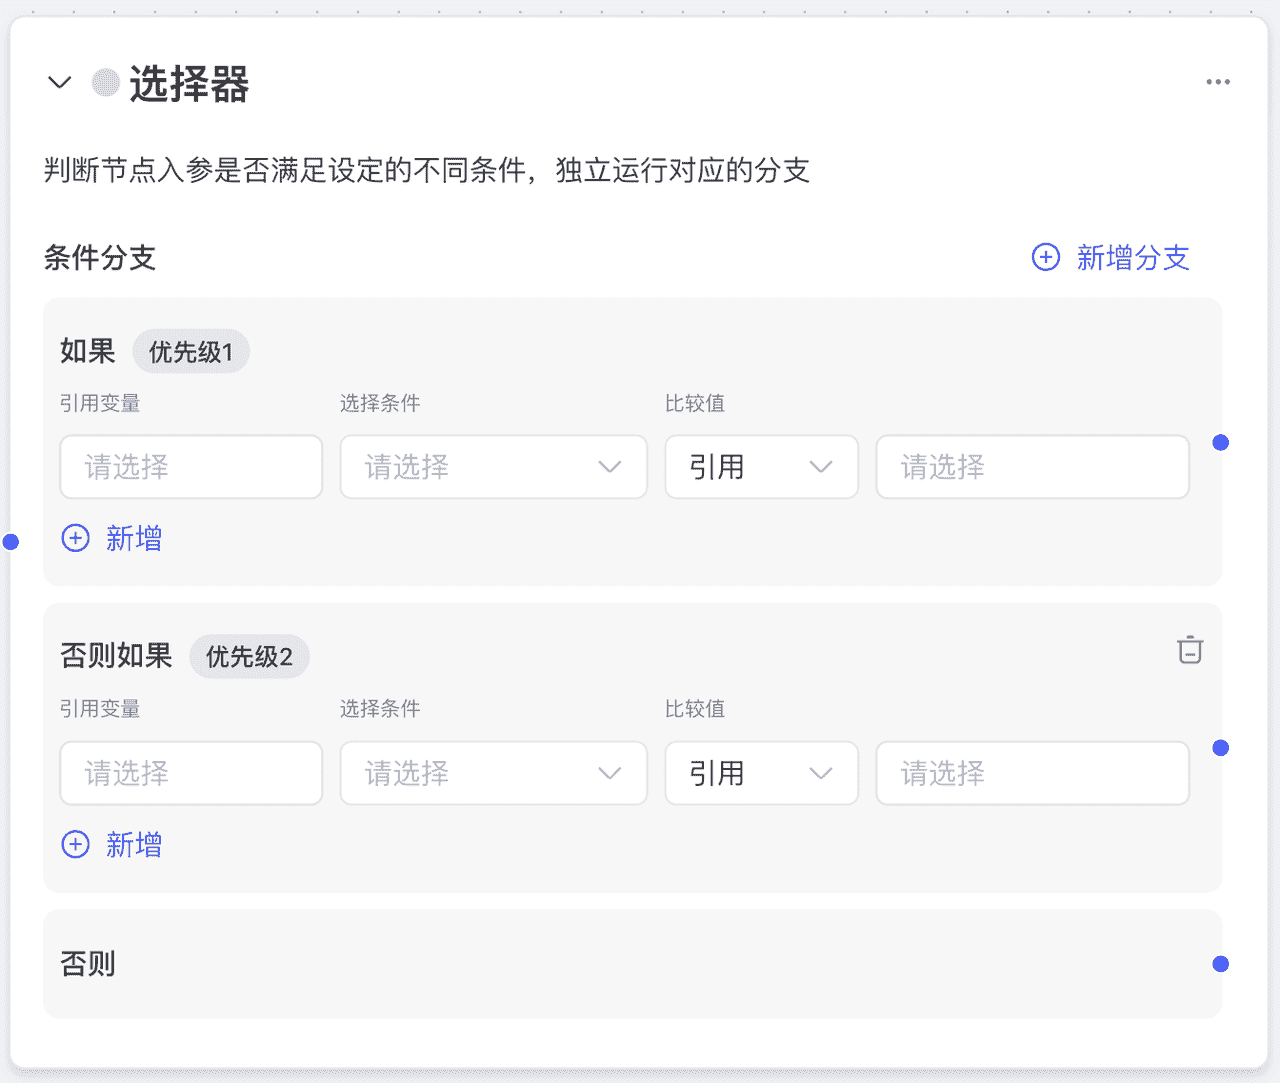 选择器
判断节点入参是否满足设定的不同条件，独立运行对应的分支
条件分支 新增分支
如果 优先级1
引用变量 选择条件 比较值
请选择 请选择 引用 请选择
新增
否则如果 优先级2
引用变量 选择条件 比较值
请选择 请选择 引用 请选择
新增
否则